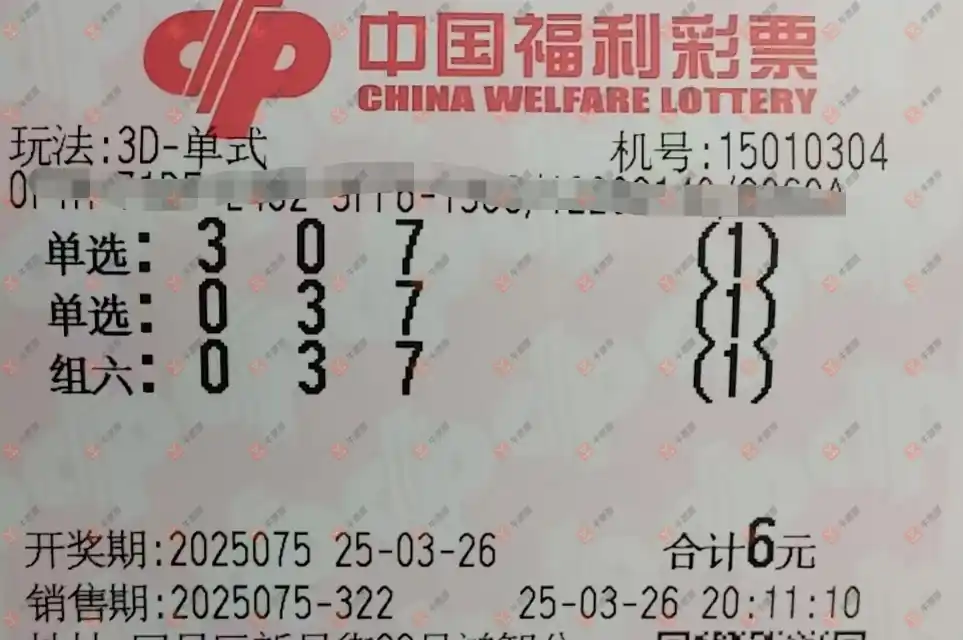 中国福利彩票
CHINA WELFARE LOTTERY
玩法:3D-单式 机号:15010304
单选: 3 0 7 (1)
单选: 0 3 7 (1)
组六: 0 3 7 (1)
开奖期:2025075 25-03-26 合计6元
销售期:2025075-322 25-03-26 20:11:10